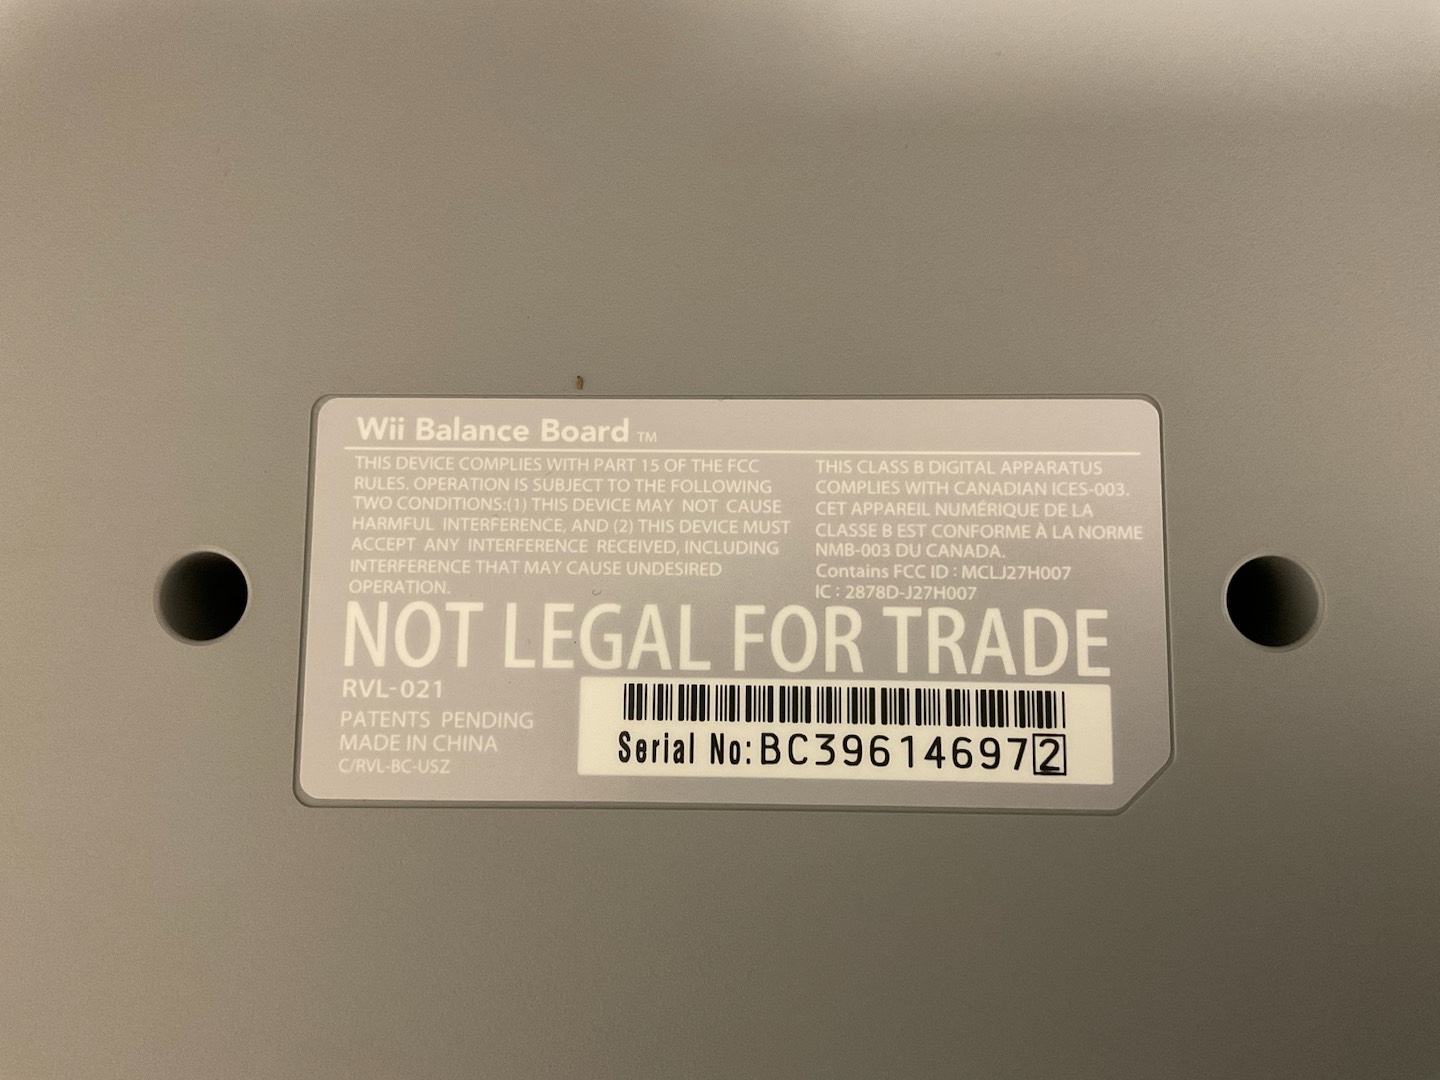 Wii Balance Board TM
THIS DEVICE COMPLIES WITH PART 15 OF THE FCC
RULES. OPERATION IS SUBJECT TO THE FOLLOWING
TWO CONDITIONS:(1) THIS DEVICE MAY NOT CAUSE
HARMFUL INTERFERENCE, AND (2) THIS DEVICE MUST
ACCEPT ANY INTERFERENCE RECEIVED, INCLUDING
INTERFERENCE THAT MAY CAUSE UNDESIRED
OPERATION.
THIS CLASS B DIGITAL APPARATUS
COMPLIES WITH CANADIAN ICES-003.
CET APPAREIL NUMÉRIQUE DE LA
CLASSE B EST CONFORME À LA NORME
NMB-003 DU CANADA.
Contains FCC ID : MCLJ27H007
IC : 2878D-J27H007
NOT LEGAL FOR TRADE
RVL-021
PATENTS PENDING
MADE IN CHINA
C/RVL-BC-USZ
Serial No:BC396146972